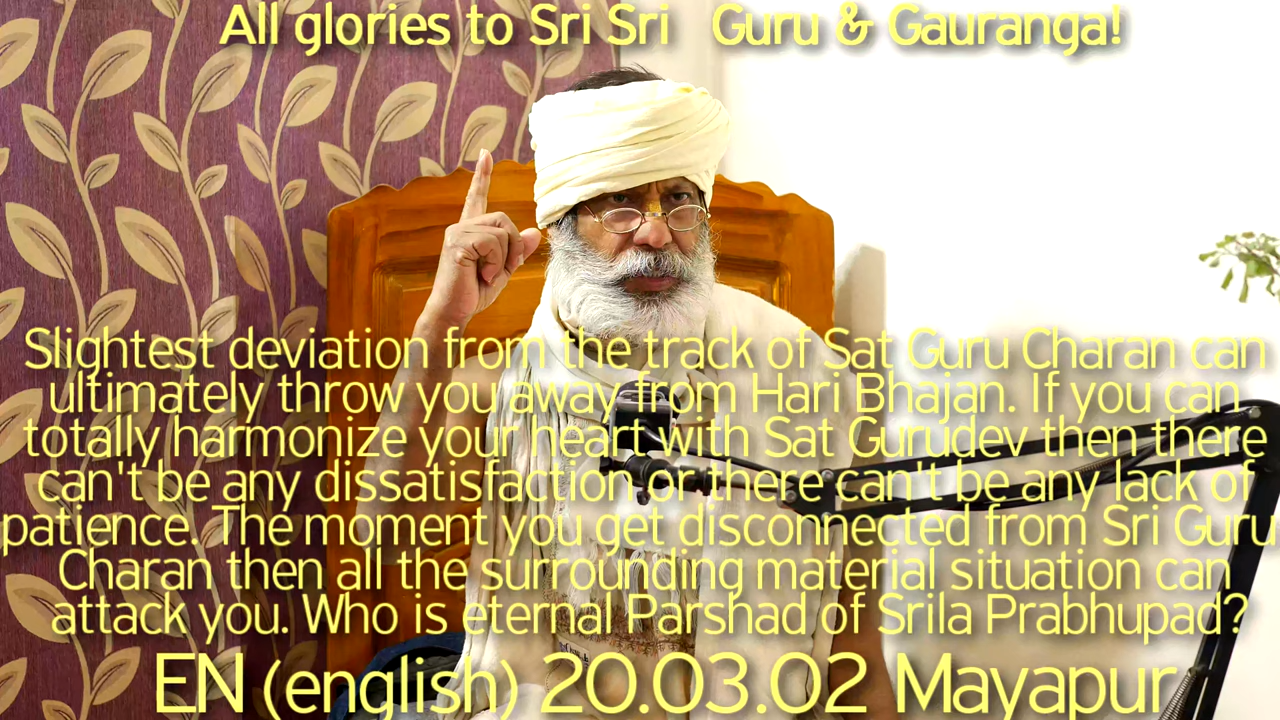 All glories to Sri Sri Guru & Gauranga!
Slightest deviation from the track of Sat Guru Charan can
ultimately throw you away from Hari Bhajan. If you can
totally harmonize your heart with Sat Gurudev then there
can't be any dissatisfaction or there can't be any lack of
patience. The moment you get disconnected from Sri Guru
Charan then all the surrounding material situation can
attack you. Who is eternal Parshad of Srila Prabhupad?
EN (english) 20.03.02 Mayapur